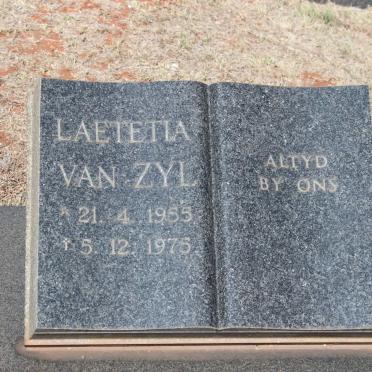 LAETETIA
VAN ZYL
* 21. 4. 1955
† 5. 12. 1975
ALTYD
BY ONS